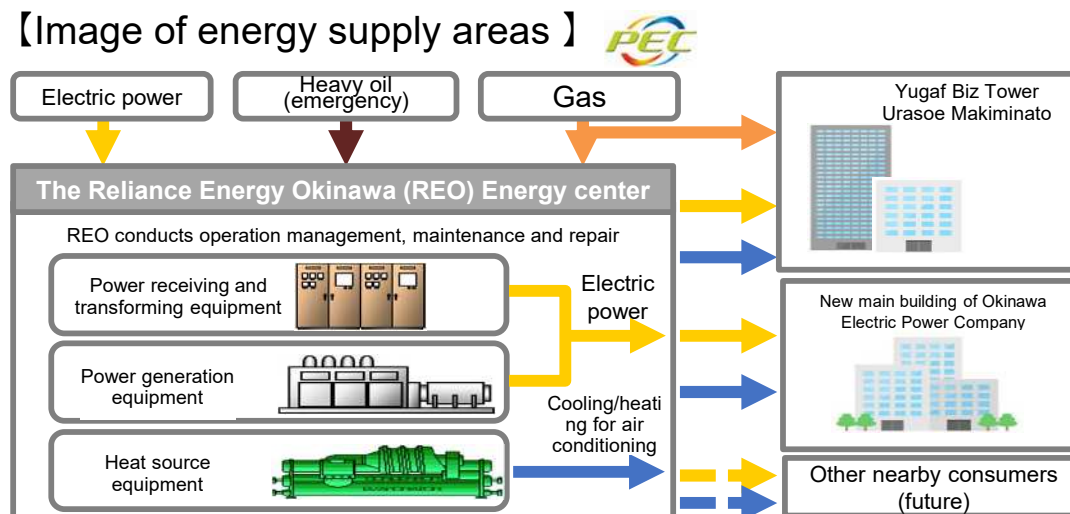 【Image of energy supply areas 】
PEC
Electric power
Heavy oil
(emergency)
Gas
The Reliance Energy Okinawa (REO) Energy center
REO conducts operation management, maintenance and repair
Power receiving and
transforming equipment
Electric
power
Power generation
equipment
Cooling/heati
ng for air
conditioning
Heat source
equipment
Yugaf Biz Tower
Urasoe Makiminato
New main building of Okinawa
Electric Power Company
Other nearby consumers
(future)